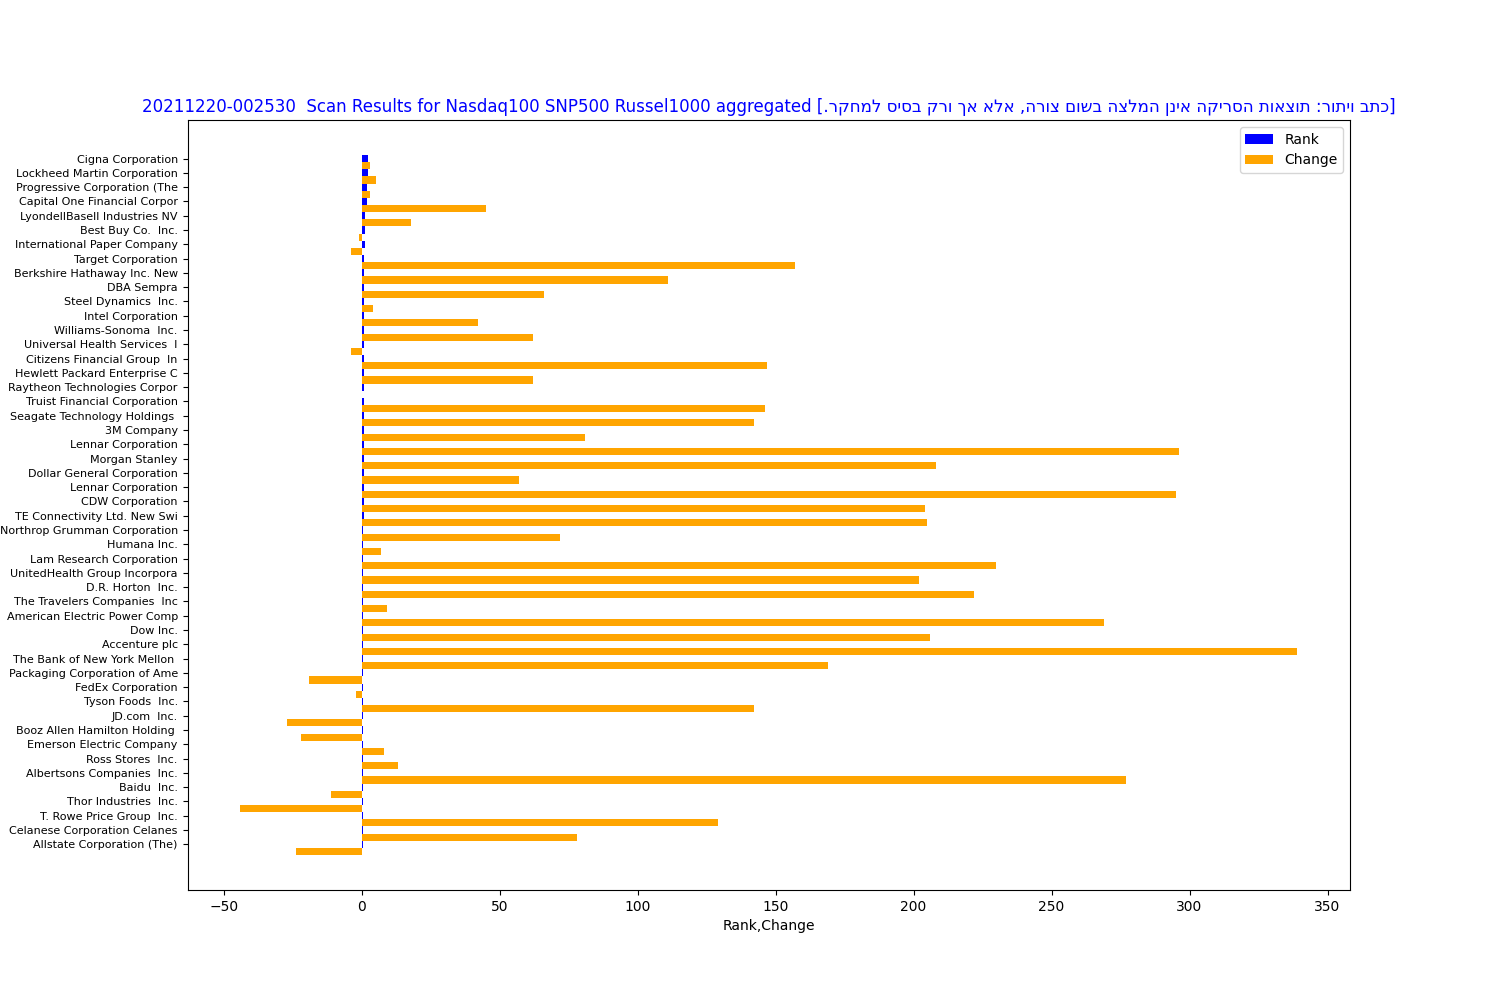 20211220-002530  Scan Results for Nasdaq100 SNP500 Russel1000 aggregated [כתב ויתור: תוצאות הסריקה אינן המלצה בשום צורה, אלא אך ורק בסיס למחקר.]
Rank
Change
Cigna Corporation
Lockheed Martin Corporation
Progressive Corporation (The
Capital One Financial Corpor
LyondellBasell Industries NV
Best Buy Co.  Inc.
International Paper Company
Target Corporation
Berkshire Hathaway Inc. New
DBA Sempra
Steel Dynamics  Inc.
Intel Corporation
Williams-Sonoma  Inc.
Universal Health Services  I
Citizens Financial Group  In
Hewlett Packard Enterprise C
Raytheon Technologies Corpor
Truist Financial Corporation
Seagate Technology Holdings
3M Company
Lennar Corporation
Morgan Stanley
Dollar General Corporation
Lennar Corporation
CDW Corporation
TE Connectivity Ltd. New Swi
Northrop Grumman Corporation
Humana Inc.
Lam Research Corporation
UnitedHealth Group Incorpora
D.R. Horton  Inc.
The Travelers Companies  Inc
American Electric Power Comp
Dow Inc.
Accenture plc
The Bank of New York Mellon
Packaging Corporation of Ame
FedEx Corporation
Tyson Foods  Inc.
JD.com  Inc.
Booz Allen Hamilton Holding
Emerson Electric Company
Ross Stores  Inc.
Albertsons Companies  Inc.
Baidu  Inc.
Thor Industries  Inc.
T. Rowe Price Group  Inc.
Celanese Corporation Celanes
Allstate Corporation (The)
−50 0 50 100 150 200 250 300 350
Rank,Change